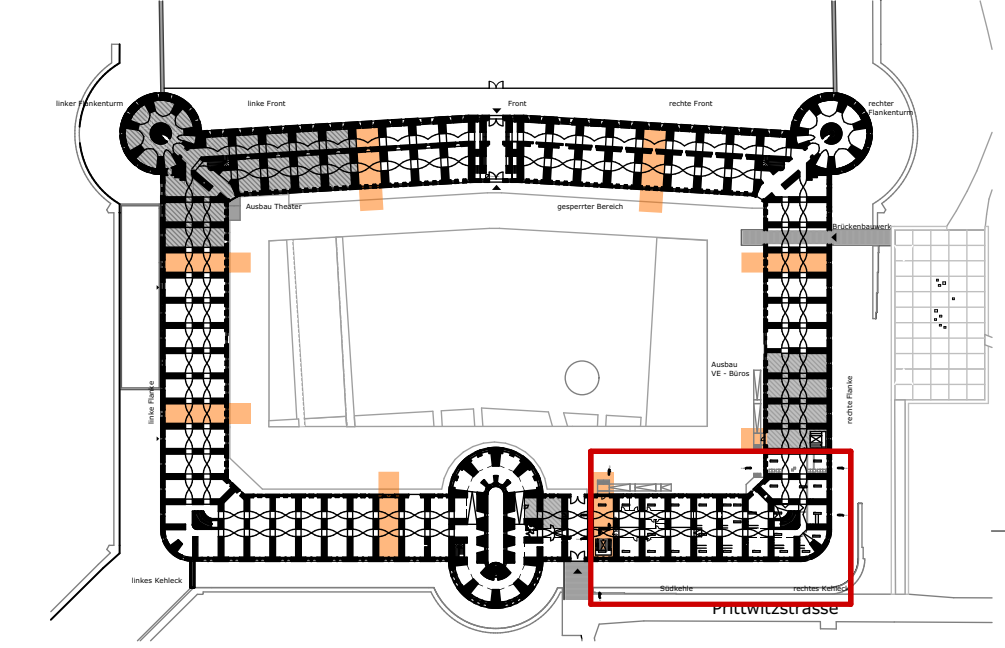 linker Flankenturm
linke Front
Front
rechte Front
rechter
Flankenturm
Ausbau Theater
gesperrter Bereich
Brückenbauwerk
Ausbau
VE - Büros
linke Flanke
rechte Flanke
linkes Kehleck
Südkehle
rechtes Kehleck
Prittwitzstrasse